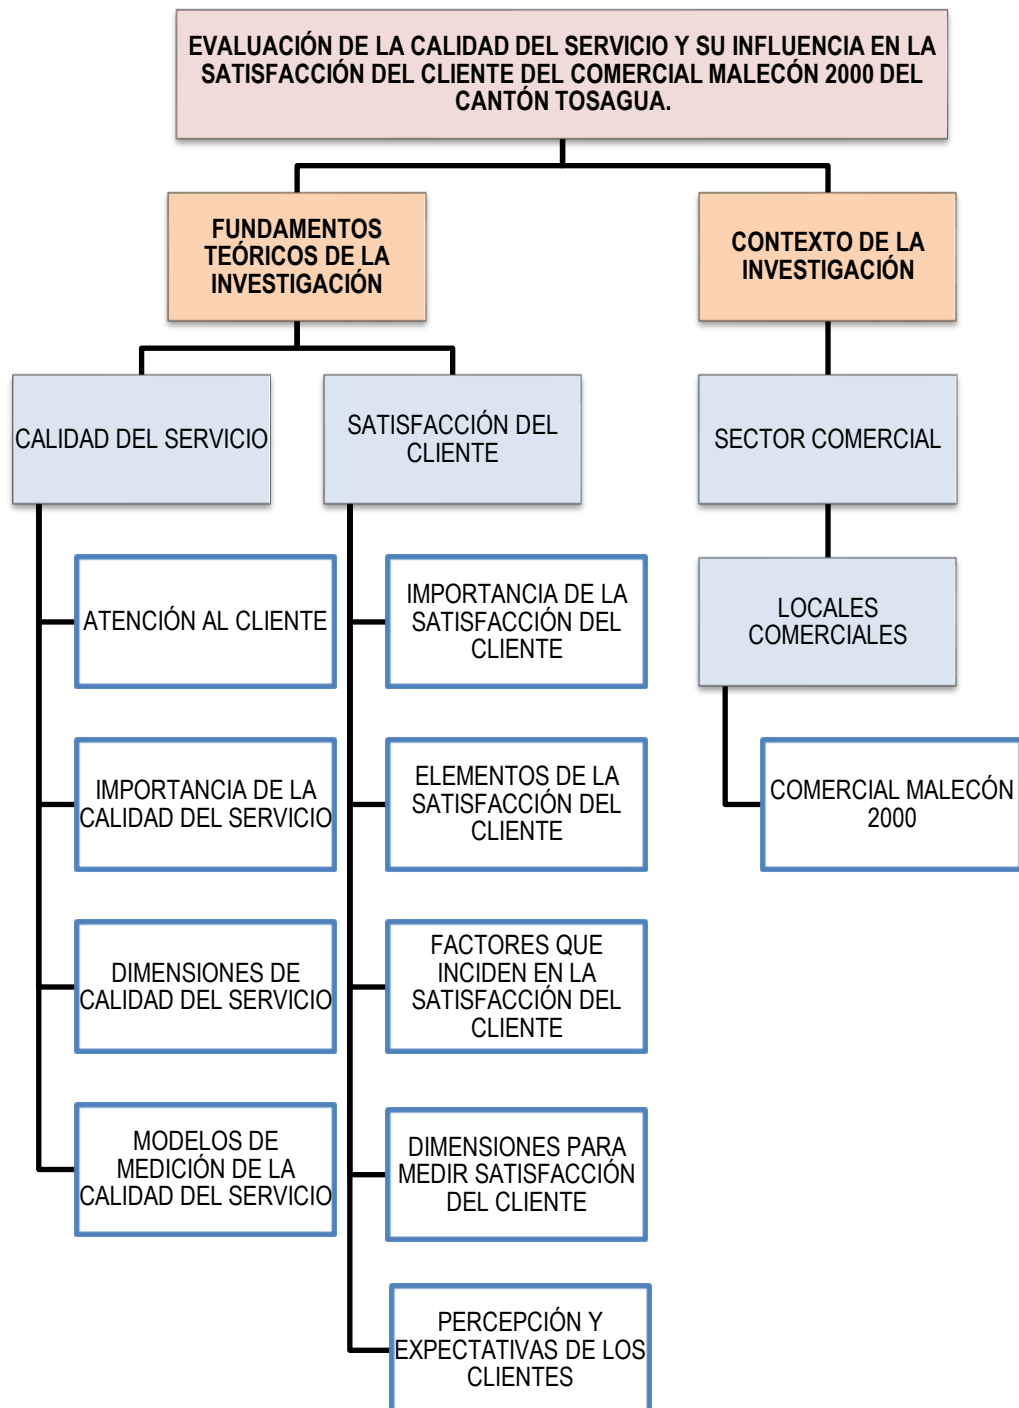 EVALUACIÓN DE LA CALIDAD DEL SERVICIO Y SU INFLUENCIA EN LA
SATISFACCIÓN DEL CLIENTE DEL COMERCIAL MALECÓN 2000 DEL
CANTÓN TOSAGUA.
FUNDAMENTOS
TEÓRICOS DE LA
INVESTIGACIÓN
CONTEXTO DE LA
INVESTIGACIÓN
CALIDAD DEL SERVICIO
SATISFACCIÓN DEL
CLIENTE
SECTOR COMERCIAL
ATENCIÓN AL CLIENTE
IMPORTANCIA DE LA
CALIDAD DEL SERVICIO
DIMENSIONES DE
CALIDAD DEL SERVICIO
MODELOS DE
MEDICIÓN DE LA
CALIDAD DEL SERVICIO
IMPORTANCIA DE LA
SATISFACCIÓN DEL
CLIENTE
ELEMENTOS DE LA
SATISFACCIÓN DEL
CLIENTE
FACTORES QUE
INCIDEN EN LA
SATISFACCIÓN DEL
CLIENTE
DIMENSIONES PARA
MEDIR SATISFACCIÓN
DEL CLIENTE
PERCEPCIÓN Y
EXPECTATIVAS DE LOS
CLIENTES
LOCALES
COMERCIALES
COMERCIAL MALECÓN
2000